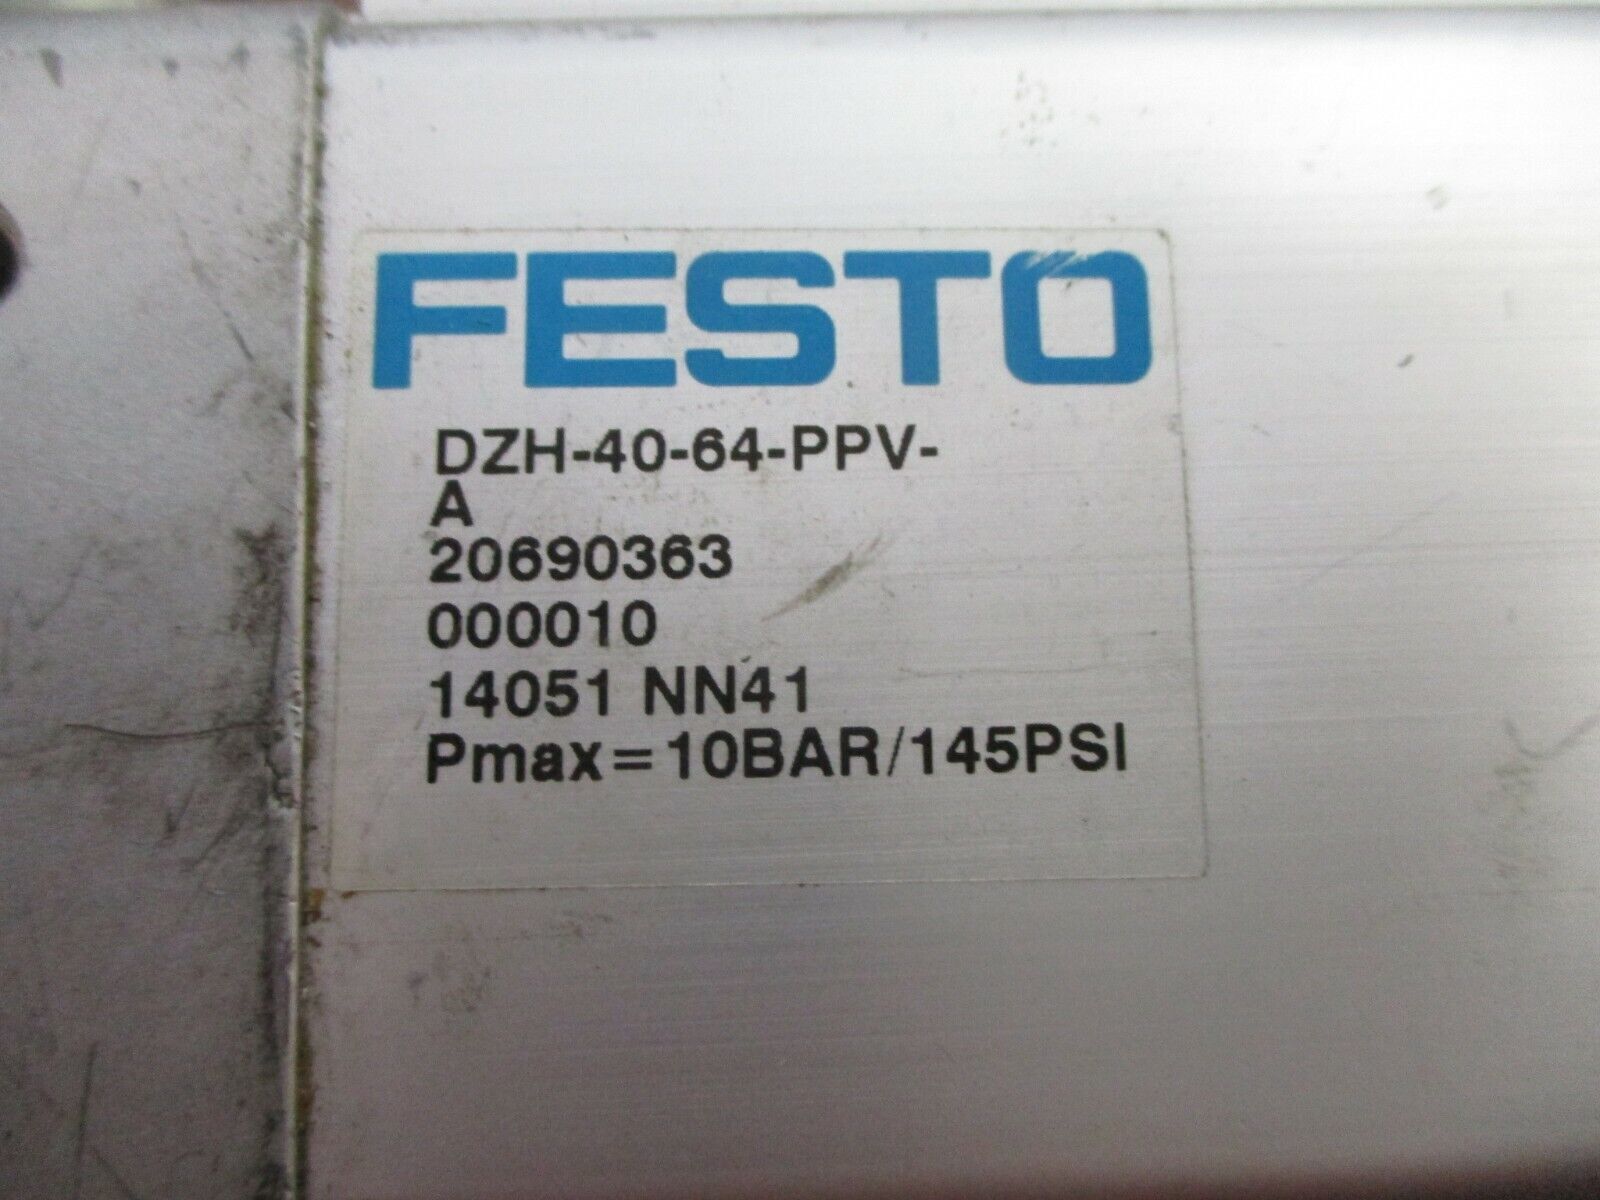 FESTO
DZH-40-64-PPV-
A
20690363
000010
14051 NN41
Pmax=10BAR/145PSI